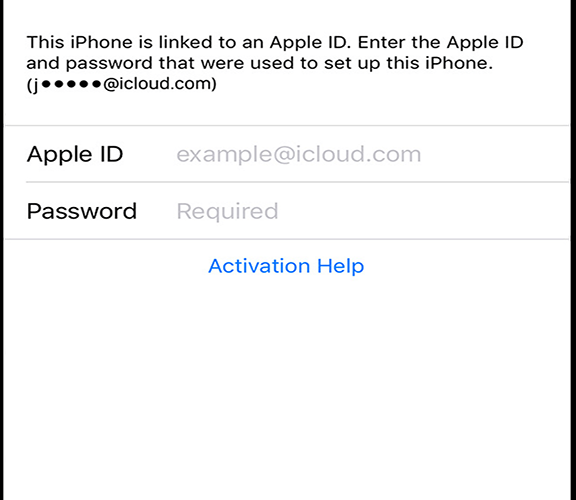 This iPhone is linked to an Apple ID. Enter the Apple ID
and password that were used to set up this iPhone.
(j●●●●●@icloud.com)
Apple ID example@icloud.com
Password Required
Activation Help